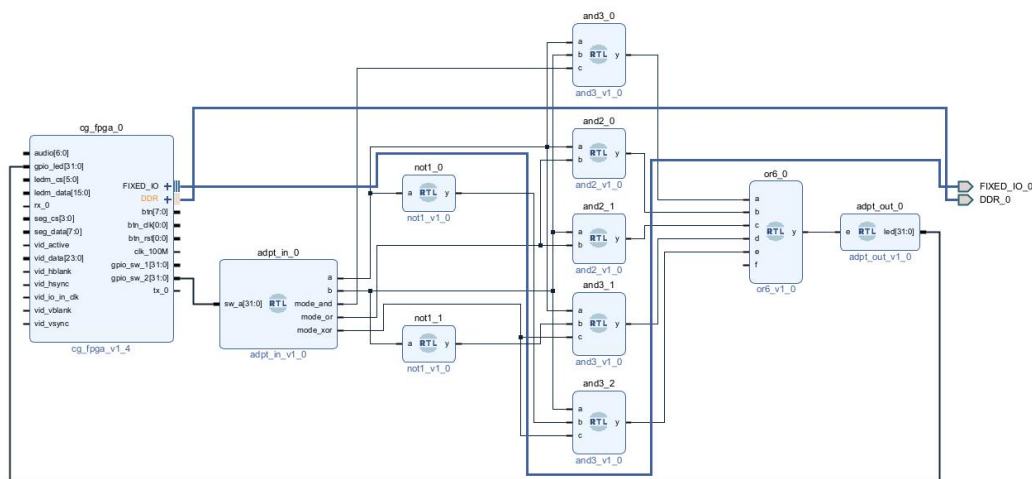 cg_fpga_0
audio[6:0]
gpio_led[31:0]
ledm_cs[5:0]
ledm_data[15:0]
rx_0
seg_cs[3:0]
seg_data[7:0]
vid_active
vid_data[23:0]
vid_hblank
vid_hsync
vid_io_in_clk
vid_vblank
vid_vsync
FIXED_IO
DDR
btn[7:0]
btn_clk[0:0]
btn_rst[0:0]
clk_100M
gpio_sw_1[31:0]
gpio_sw_2[31:0]
tx_0
cg_fpga_v1_4
adpt_in_0
sw_a[31:0]
RTL
a
b
mode_and
mode_or
mode_xor
adpt_in_v1_0
not1_0
a RTL y
not1_v1_0
not1_1
a RTL y
not1_v1_0
and3_0
a
b RTL y
c
and3_v1_0
and2_0
a
b
RTL y
and2_v1_0
and2_1
a
b
RTL y
and2_v1_0
and3_1
a
b RTL y
c
and3_v1_0
and3_2
a
b RTL y
c
and3_v1_0
or6_0
a
b
c
d
e
f
RTL y
or6_v1_0
adpt_out_0
e RTL led[31:0]
adpt_out_v1_0
FIXED_IO_0
DDR_0